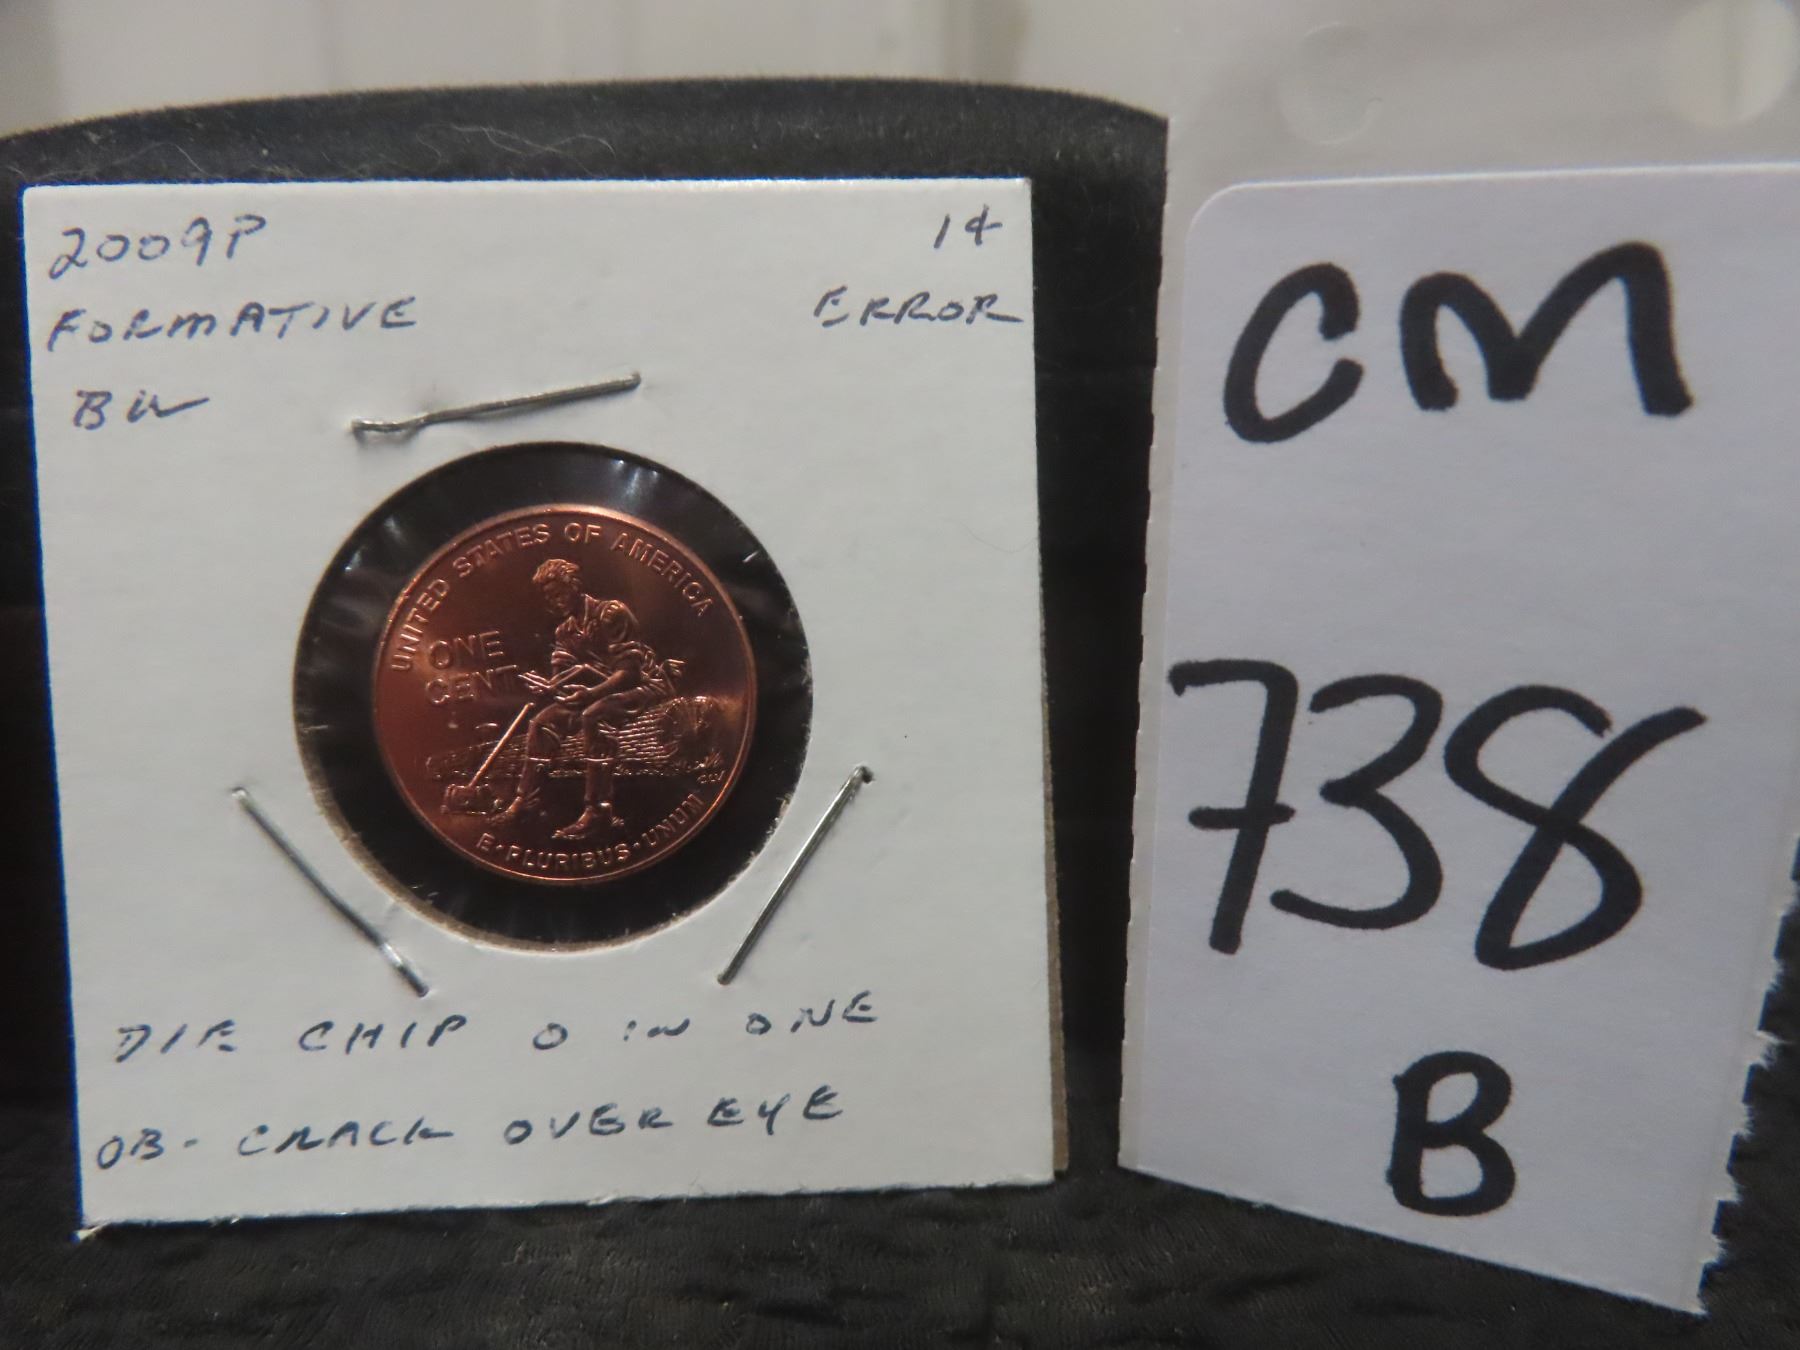 2009P 1¢
FORMATIVE ERROR
BU
UNITED STATES OF AMERICA
ONE
CENT
E·PLURIBUS·UNUM
DIE CHIP O IN ONE
OB- CRACK OVER EYE
CM
738
B